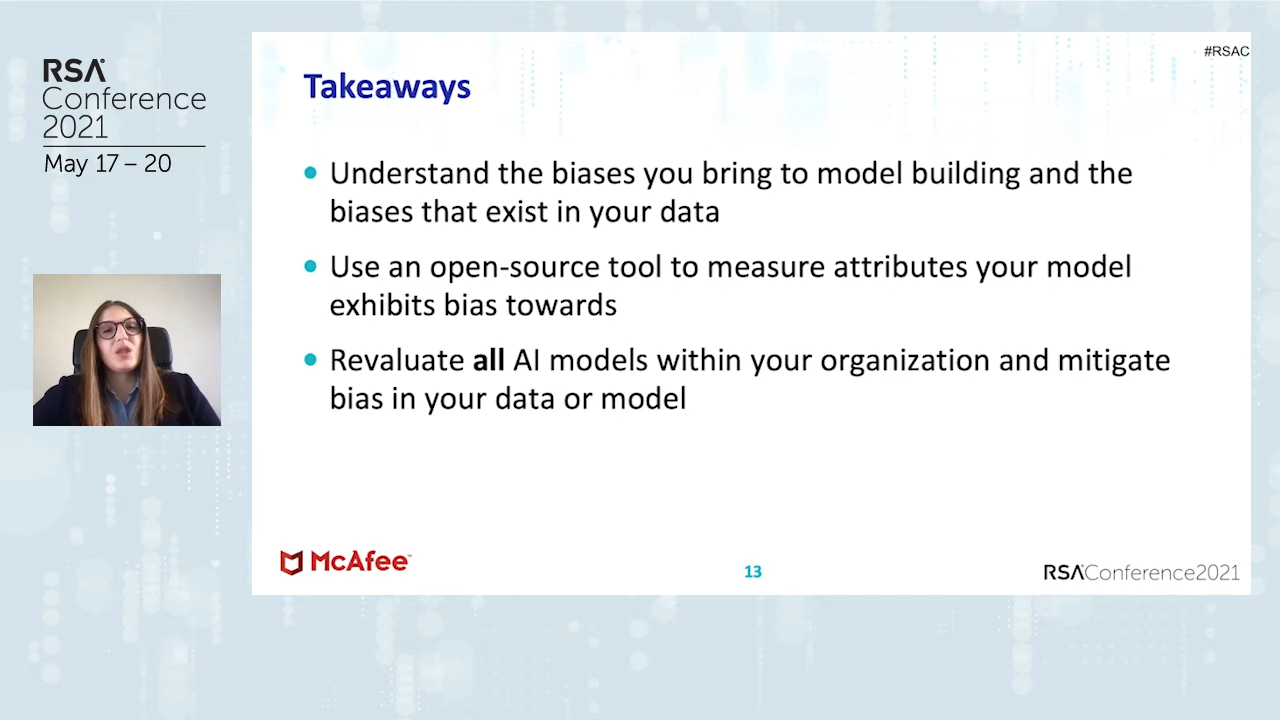 RSA
Conference
2021
May 17 – 20
#RSAC
Takeaways
• Understand the biases you bring to model building and the
biases that exist in your data
• Use an open-source tool to measure attributes your model
exhibits bias towards
• Revaluate all AI models within your organization and mitigate
bias in your data or model
McAfee™
13
RSAConference2021